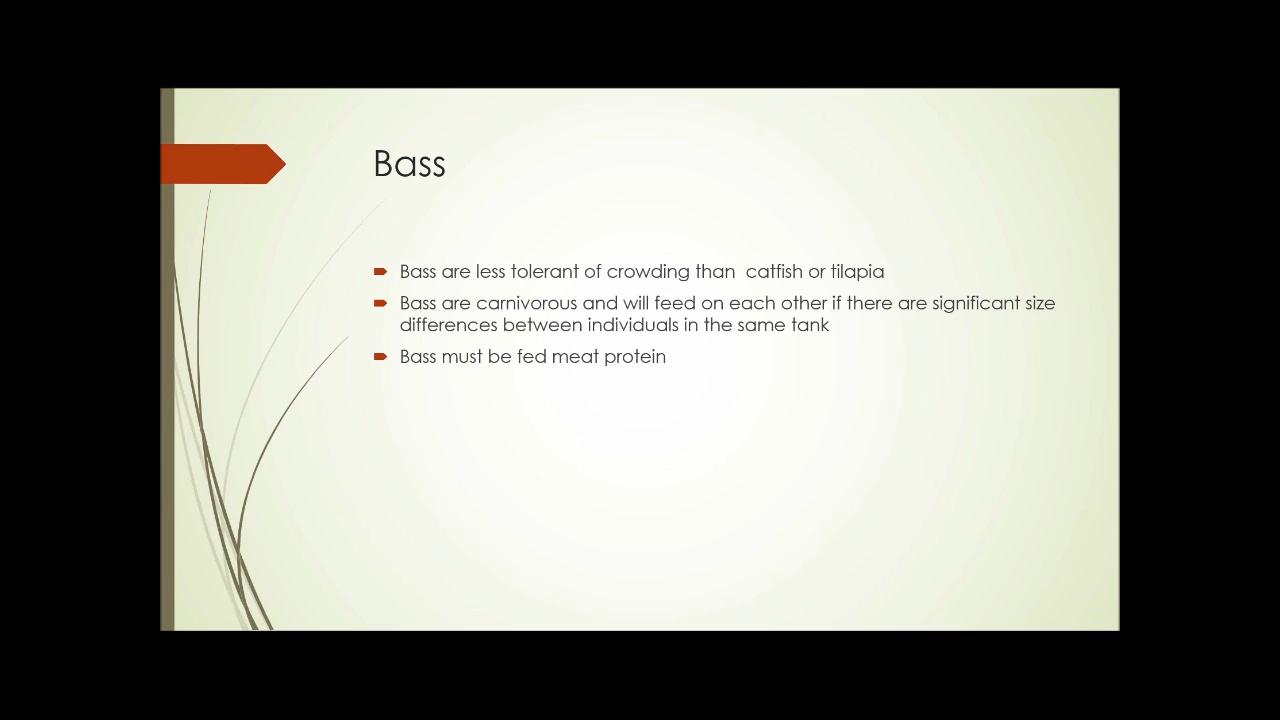 Bass
Bass are less tolerant of crowding than  catfish or tilapia
Bass are carnivorous and will feed on each other if there are significant size
differences between individuals in the same tank
Bass must be fed meat protein